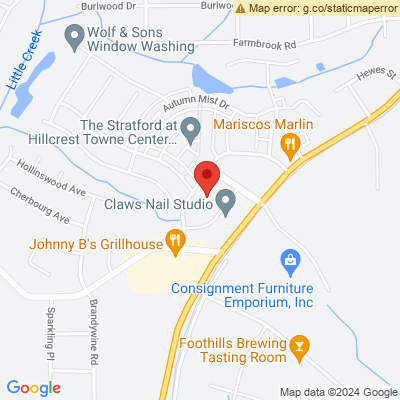 Burlwood Dr
Burlwoo
Map error: g.co/staticmaperror
Wolf & Sons
Window Washing
Farmbrook Rd
Little Creek
Hewes St
Autumn Mist Dr
The Stratford at
Hillcrest Towne Center...
Mariscos Marlin
Hollinswood Ave
Cherbourg Ave
Claws Nail Studio
Johnny B's Grillhouse
Consignment Furniture
Emporium, Inc
Sparkling Pl
Brandywine Rd
Foothills Brewing
Tasting Room
Google
Map data ©2024 Google